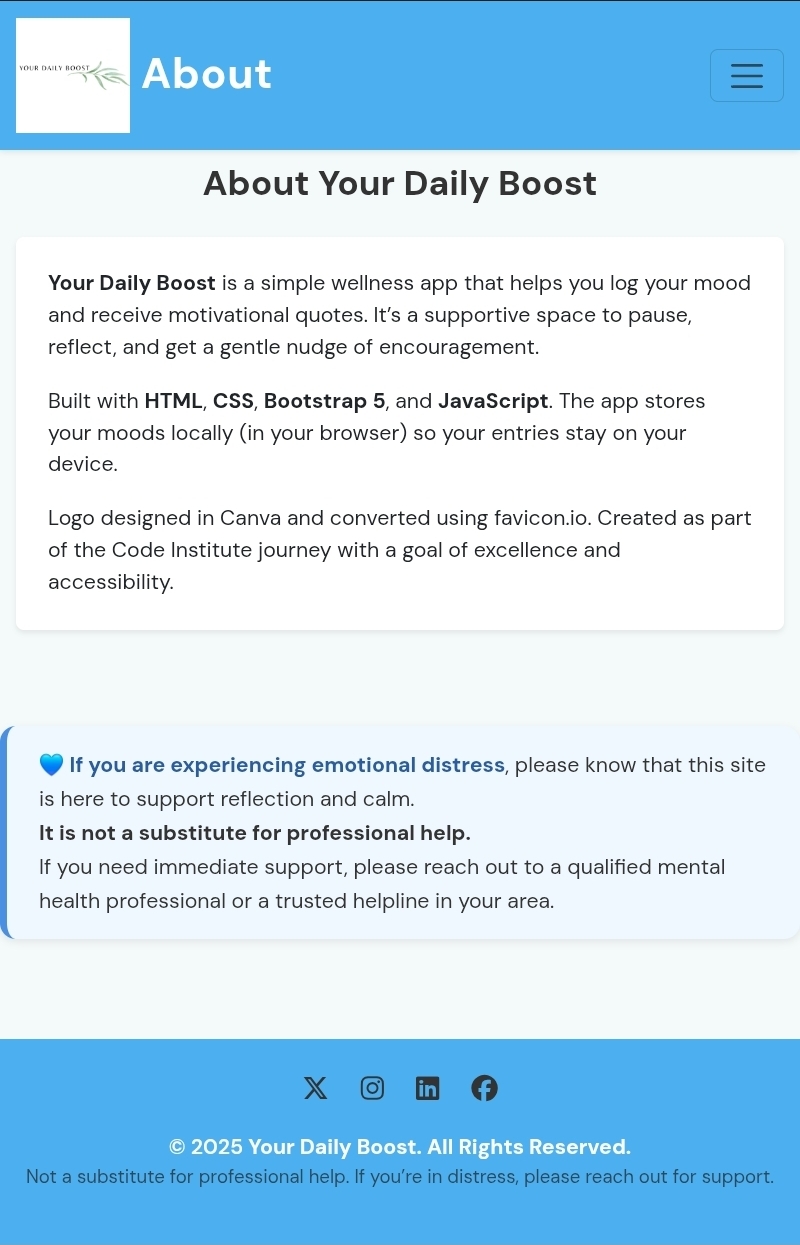 YOUR DAILY BOOST
About
About Your Daily Boost
Your Daily Boost is a simple wellness app that helps you log your mood
and receive motivational quotes. It’s a supportive space to pause,
reflect, and get a gentle nudge of encouragement.
Built with HTML, CSS, Bootstrap 5, and JavaScript. The app stores
your moods locally (in your browser) so your entries stay on your
device.
Logo designed in Canva and converted using favicon.io. Created as part
of the Code Institute journey with a goal of excellence and
accessibility.
💙 If you are experiencing emotional distress, please know that this site
is here to support reflection and calm.
It is not a substitute for professional help.
If you need immediate support, please reach out to a qualified mental
health professional or a trusted helpline in your area.
© 2025 Your Daily Boost. All Rights Reserved.
Not a substitute for professional help. If you’re in distress, please reach out for support.